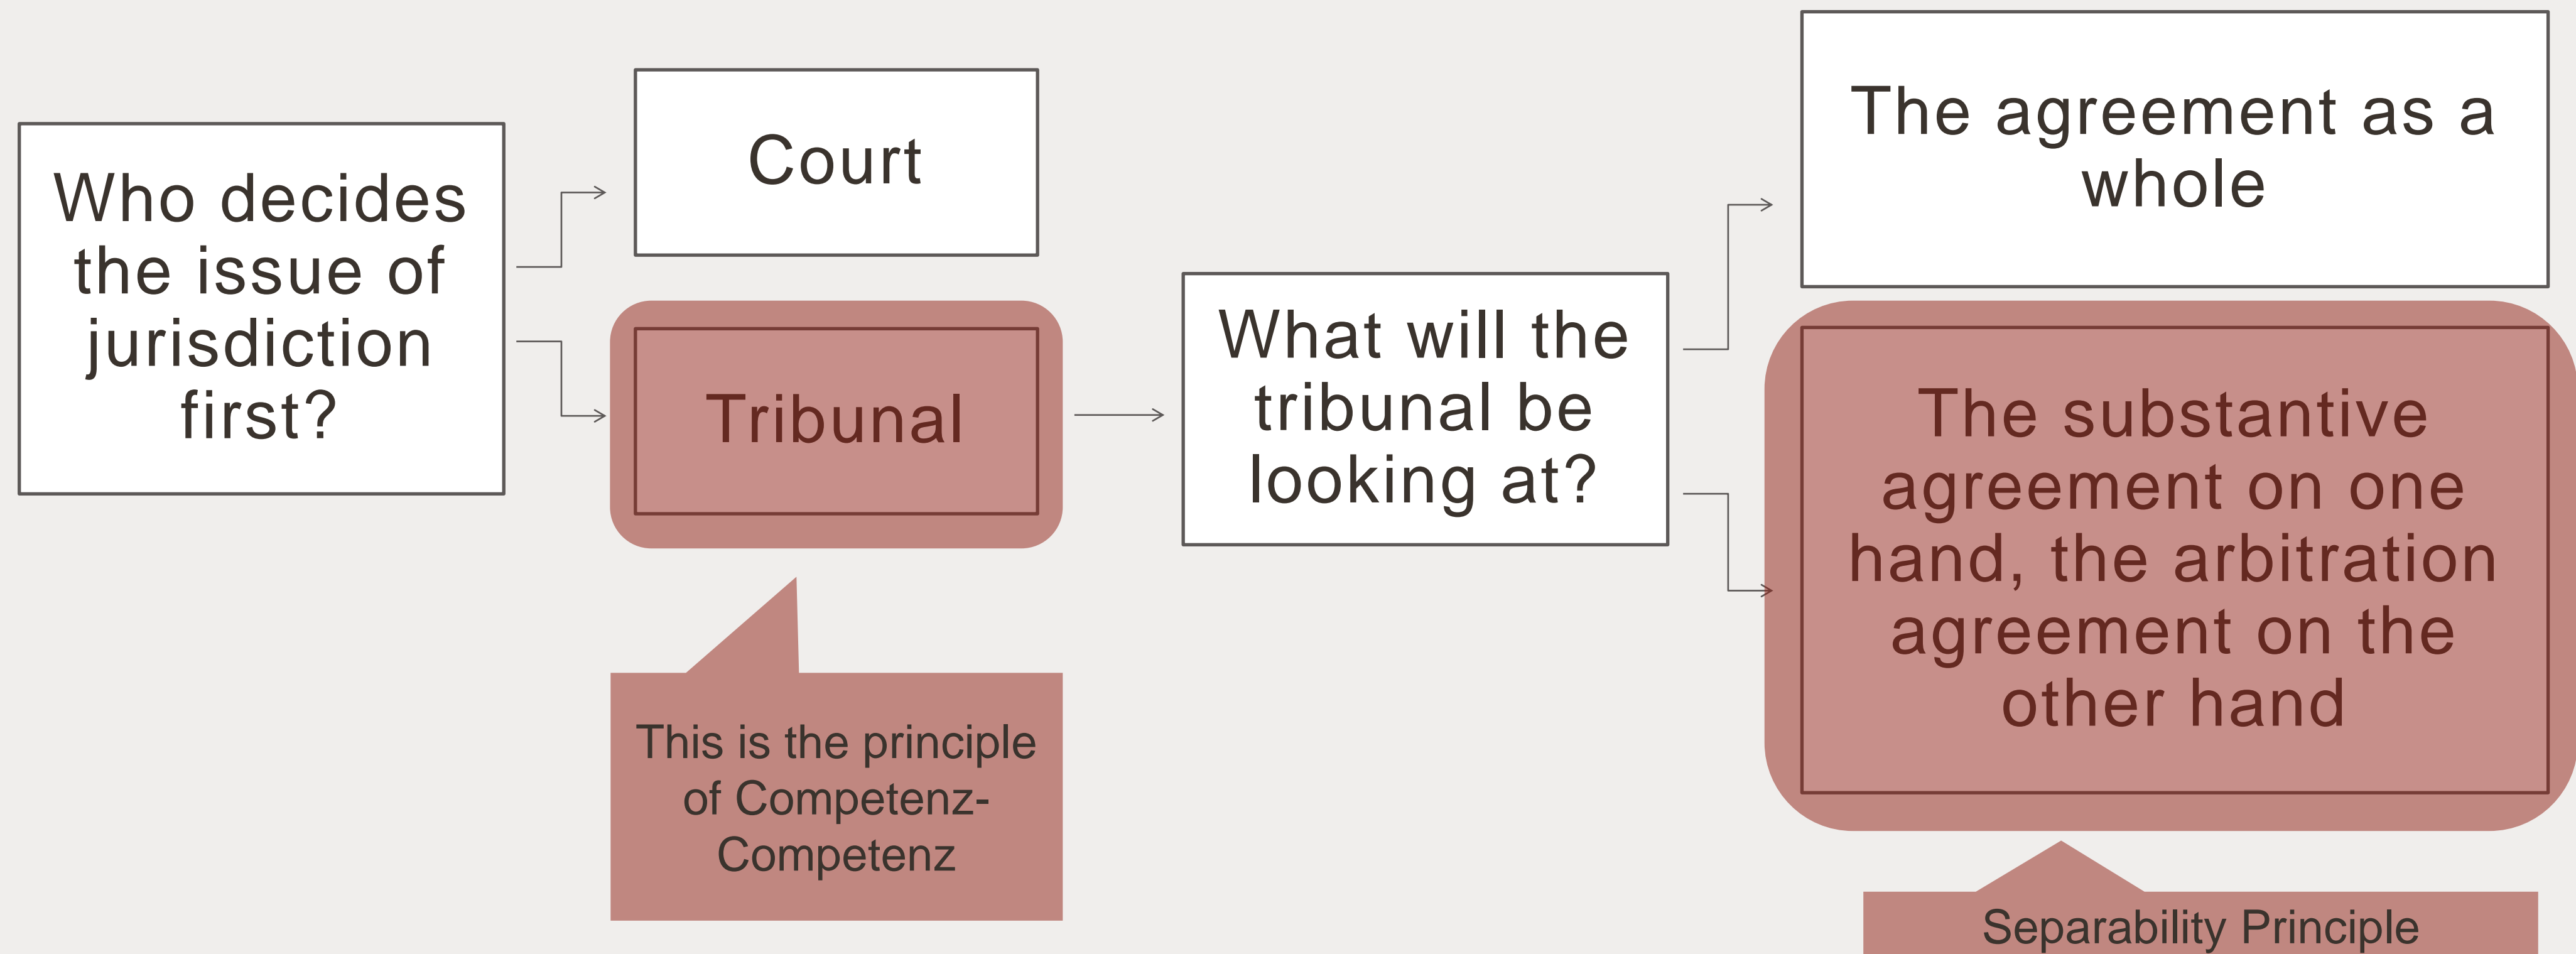 Who decides
the issue of
jurisdiction
first?
Court
Tribunal
This is the principle
of Competenz-
Competenz
What will the
tribunal be
looking at?
The agreement as a
whole
The substantive
agreement on one
hand, the arbitration
agreement on the
other hand
Separability Principle